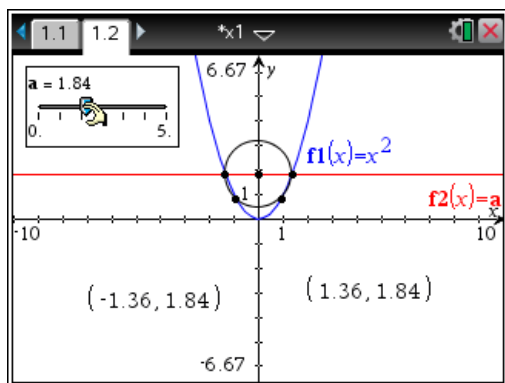 1.1 1.2 *x1
6.67 y
a = 1.84
0. 5.
f1(x)=x²
1
f2(x)=a
-10 1 10 x
(-1.36, 1.84) (1.36, 1.84)
-6.67